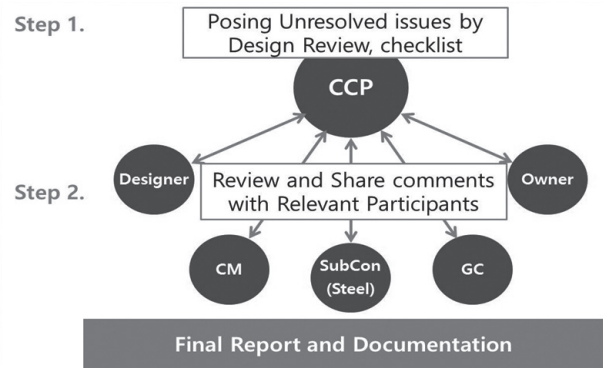 Step 1.
Posing Unresolved issues by
Design Review, checklist
CCP
Designer
Step 2.
Review and Share comments
with Relevant Participants
Owner
CM
SubCon
(Steel)
GC
Final Report and Documentation